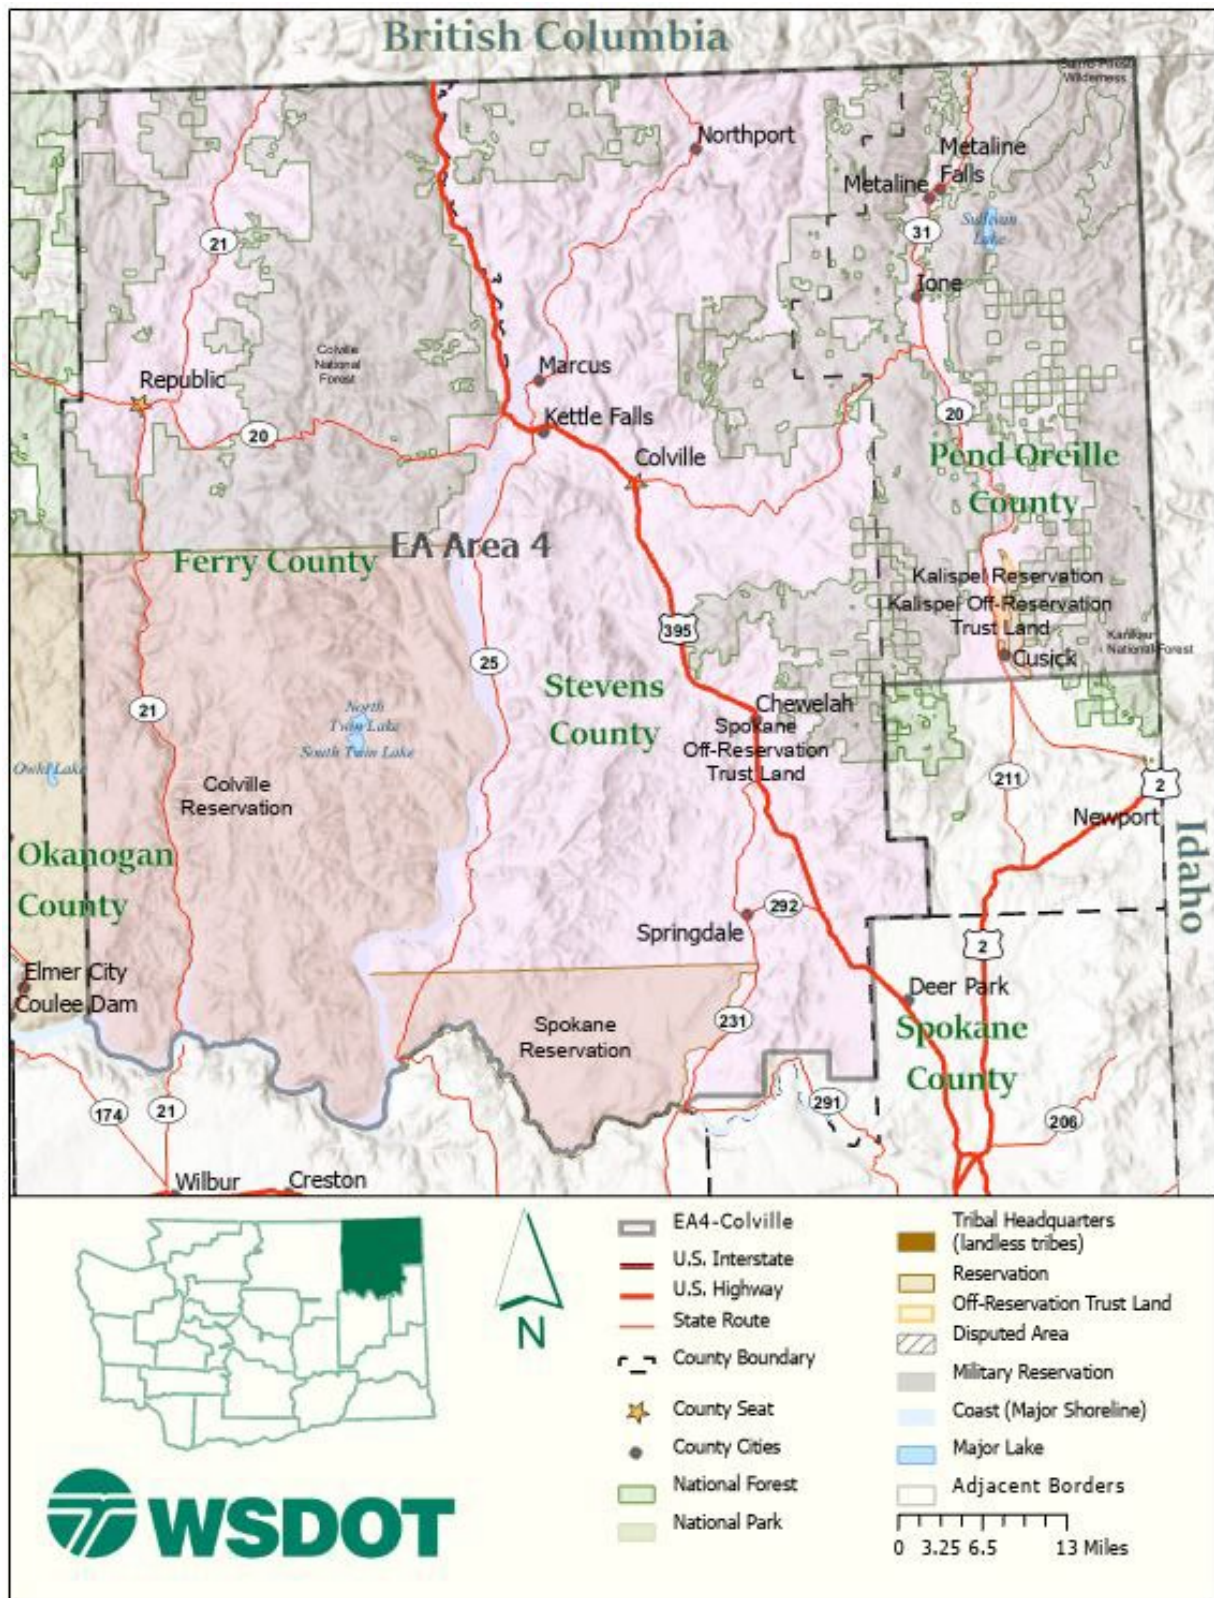 British Columbia
Salmo-Priest
Wilderness
Northport
Metaline
Falls
Metaline
21
31
Sullivan
Lake
Ione
Colville
National
Forest
Republic
Marcus
Kettle Falls
20
20
Colville
Pend Oreille
County
EA Area 4
Ferry County
Kalispel Reservation
Kalispel Off-Reservation
Trust Land
Kaniksu
National Forest
Cusick
395
25
Stevens
County
21
North
Twin Lake
South Twin Lake
Chewelah
Spokane
Off-Reservation
Trust Land
Owhi Lake
Colville
Reservation
211
2
Newport
Idaho
Okanogan
County
292
Springdale
2
Elmer City
Coulee Dam
Deer Park
Spokane
Reservation
231
Spokane
County
174
21
291
206
Wilbur
Creston
EA4-Colville
U.S. Interstate
U.S. Highway
State Route
County Boundary
County Seat
County Cities
National Forest
National Park
Tribal Headquarters
(landless tribes)
Reservation
Off-Reservation Trust Land
Disputed Area
Military Reservation
Coast (Major Shoreline)
Major Lake
Adjacent Borders
0 3.25 6.5 13 Miles
N
WSDOT